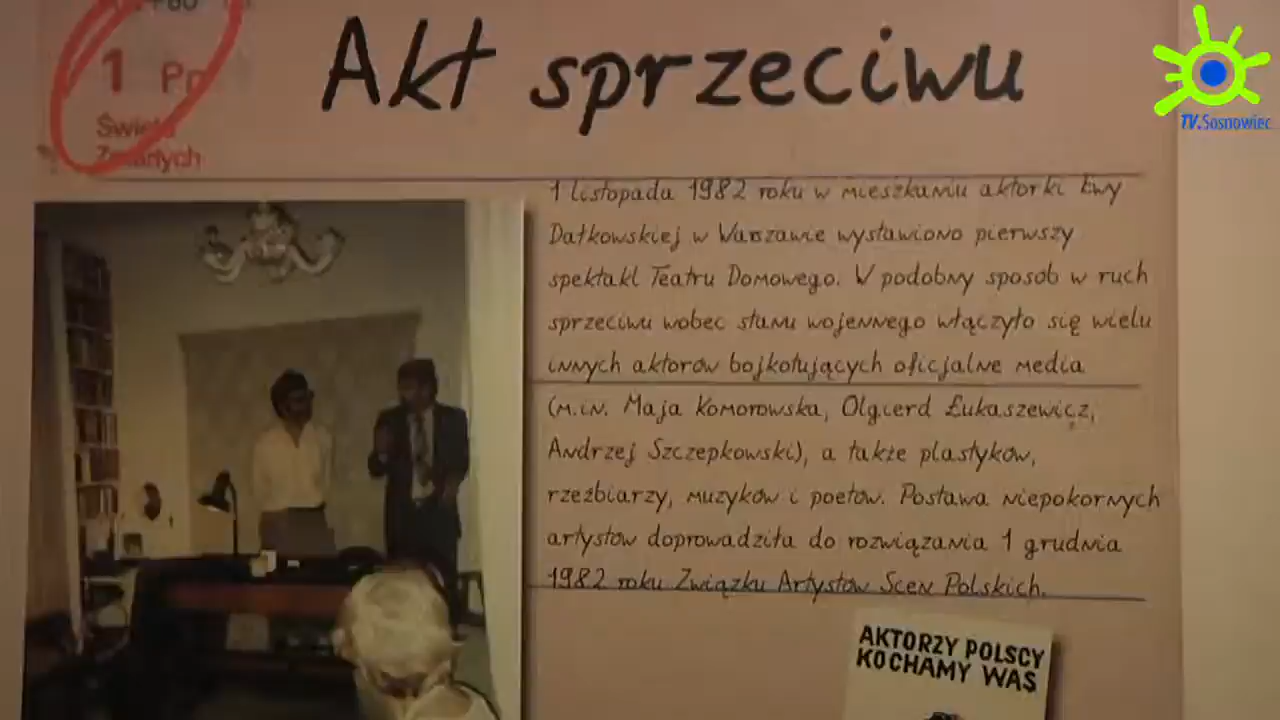 1 Pn
Święto
Zmarłych
Akt sprzeciwu
TV.Sosnowiec
1 listopada 1982 roku w mieszkaniu aktorki Ewy
Dałkowskiej w Warszawie wystawiono pierwszy
spektakl Teatru Domowego. W podobny sposób w ruch
sprzeciwu wobec stanu wojennego włączyło się wielu
innych aktorów bojkotujących oficjalne media
(m.in. Maja Komorowska, Olgierd Łukaszewicz,
Andrzej Szczepkowski), a także plastyków,
rzeźbiarzy, muzyków i poetów. Postawa niepokornych
artystów doprowadziła do rozwiązania 1 grudnia
1982 roku Związku Artystów Scen Polskich.
AKTORZY POLSCY
KOCHAMY WAS